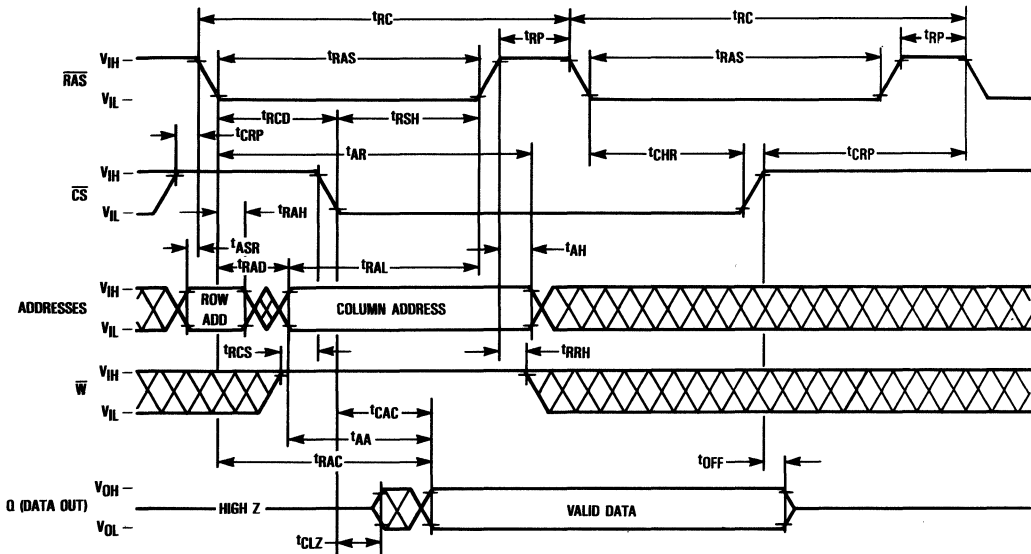 tRC tRC
tRP tRP
VIH
RAS
VIL
tRAS tRAS
tRCD tRSH
tCRP
tAR
tCHR tCRP
VIH
CS
VIL
tRAH
tASR
tRAD tRAL
tAH
VIH
ADDRESSES
VIL
ROW ADD
COLUMN ADDRESS
tRCS
tRRH
VIH
W
VIL
tCAC
tAA
tRAC
tOFF
VOH
Q (DATA OUT)
VOL
HIGH Z
VALID DATA
tCLZ